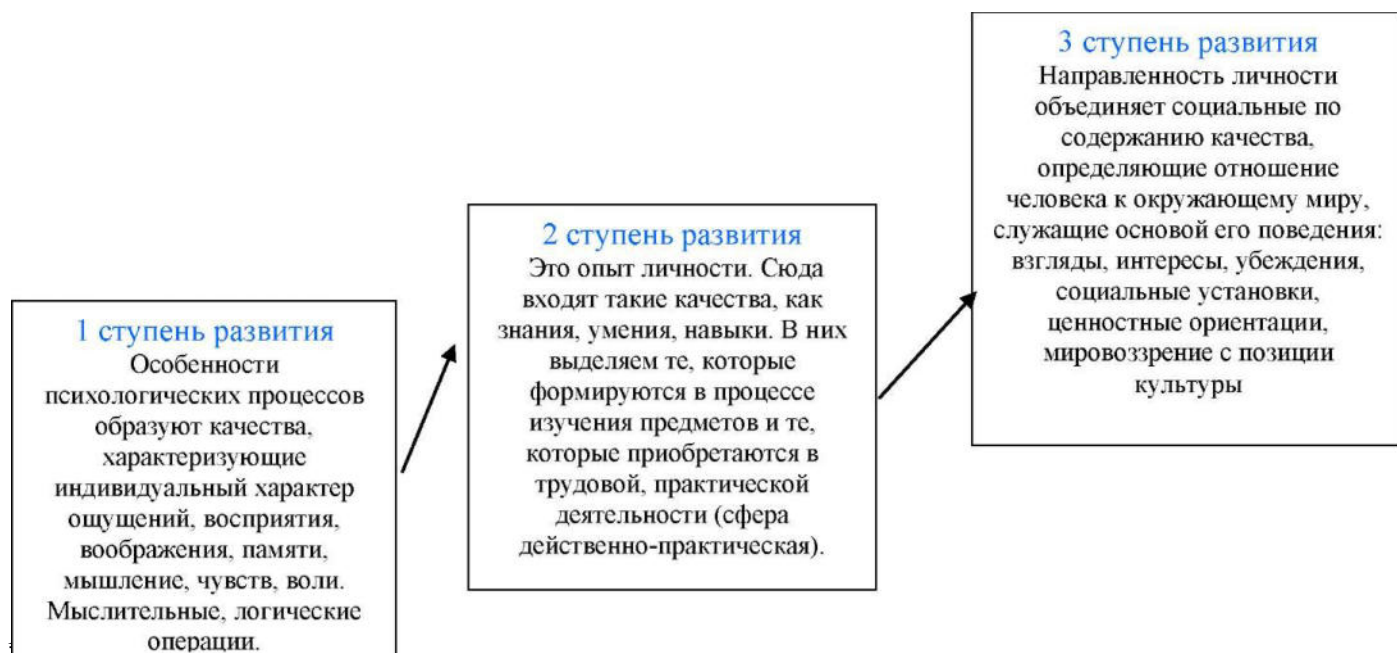 1 ступень развития
Особенности
психологических процессов
образуют качества,
характеризующие
индивидуальный характер
ощущений, восприятия,
воображения, памяти,
мышление, чувств, воли.
Мыслительные, логические
операции.
2 ступень развития
Это опыт личности. Сюда
входят такие качества, как
знания, умения, навыки. В них
выделяем те, которые
формируются в процессе
изучения предметов и те,
которые приобретаются в
трудовой, практической
деятельности (сфера
действенно-практическая).
3 ступень развития
Направленность личности
объединяет социальные по
содержанию качества,
определяющие отношение
человека к окружающему миру,
служащие основой его поведения:
взгляды, интересы, убеждения,
социальные установки,
ценностные ориентации,
мировоззрение с позиции
культуры